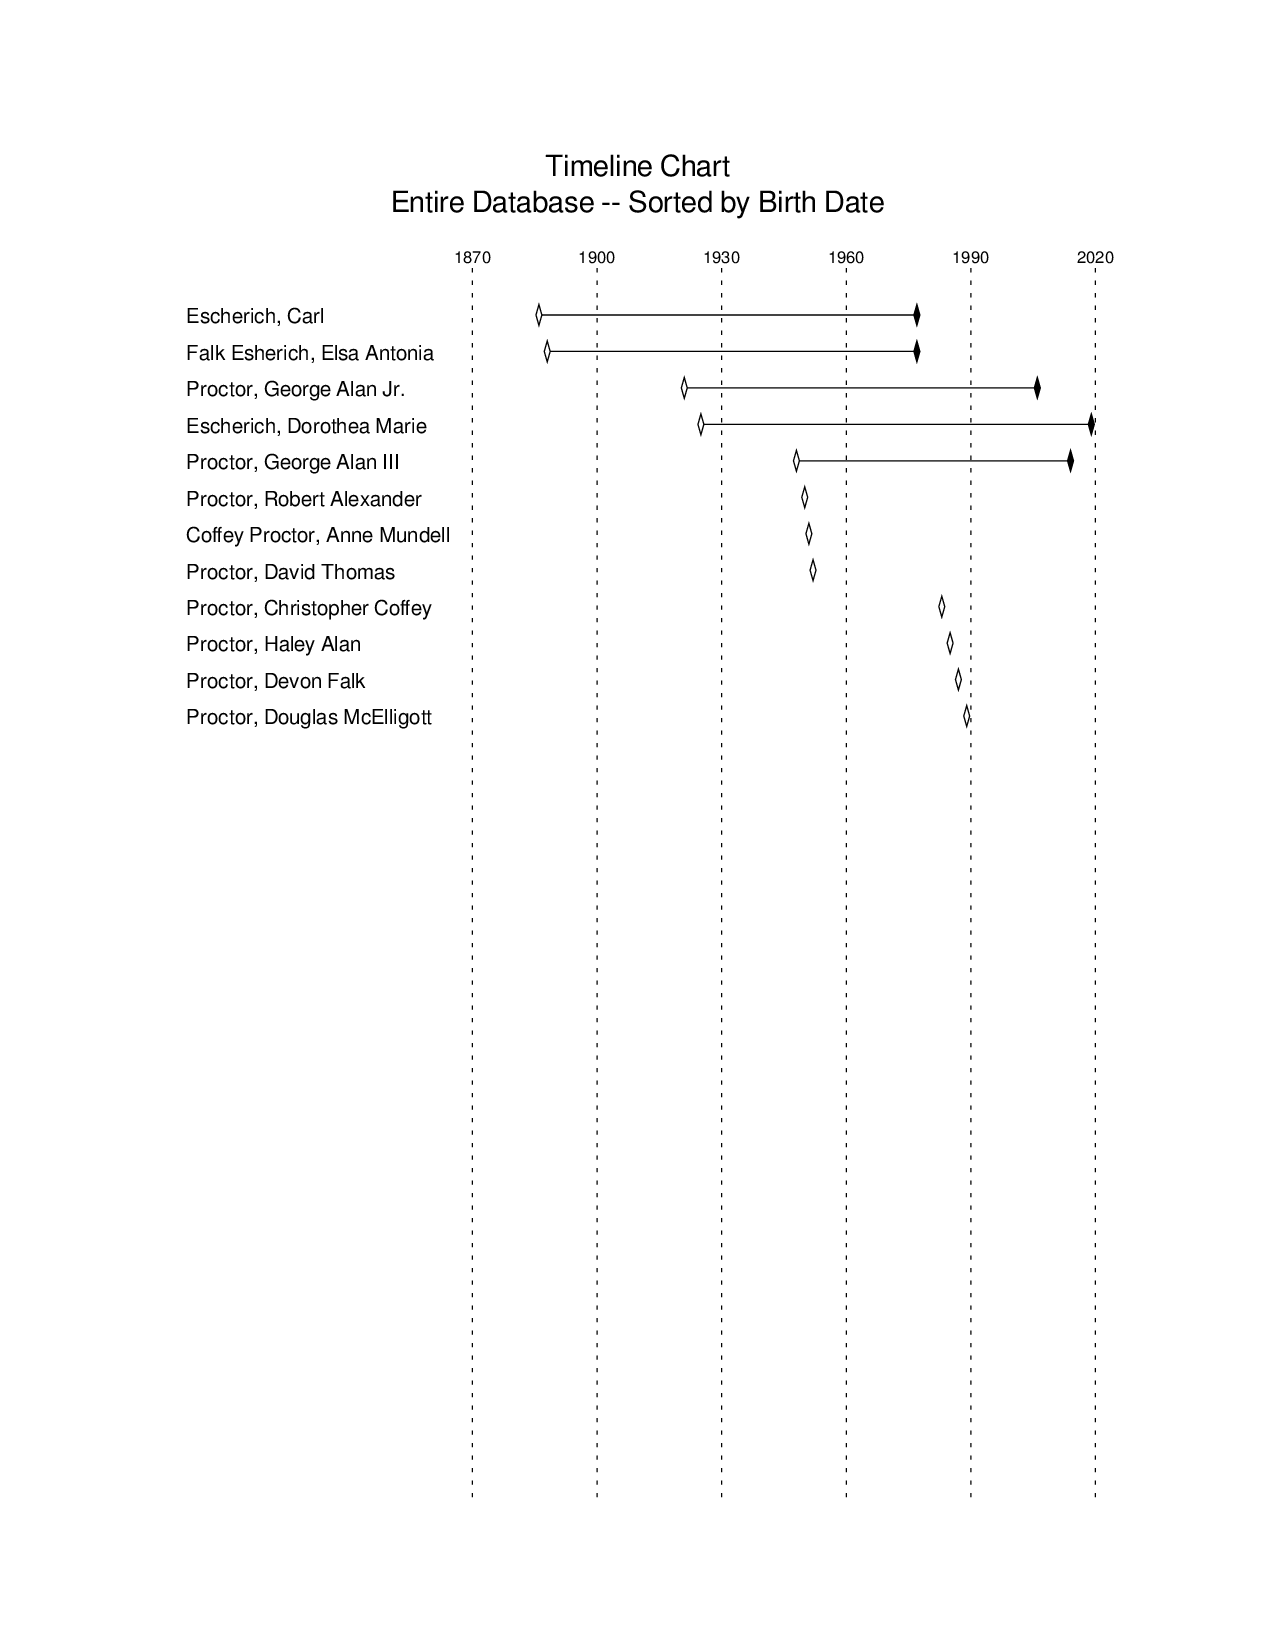 Timeline Chart
Entire Database -- Sorted by Birth Date
1870 1900 1930 1960 1990 2020
Escherich, Carl
Falk Esherich, Elsa Antonia
Proctor, George Alan Jr.
Escherich, Dorothea Marie
Proctor, George Alan III
Proctor, Robert Alexander
Coffey Proctor, Anne Mundell
Proctor, David Thomas
Proctor, Christopher Coffey
Proctor, Haley Alan
Proctor, Devon Falk
Proctor, Douglas McElligott